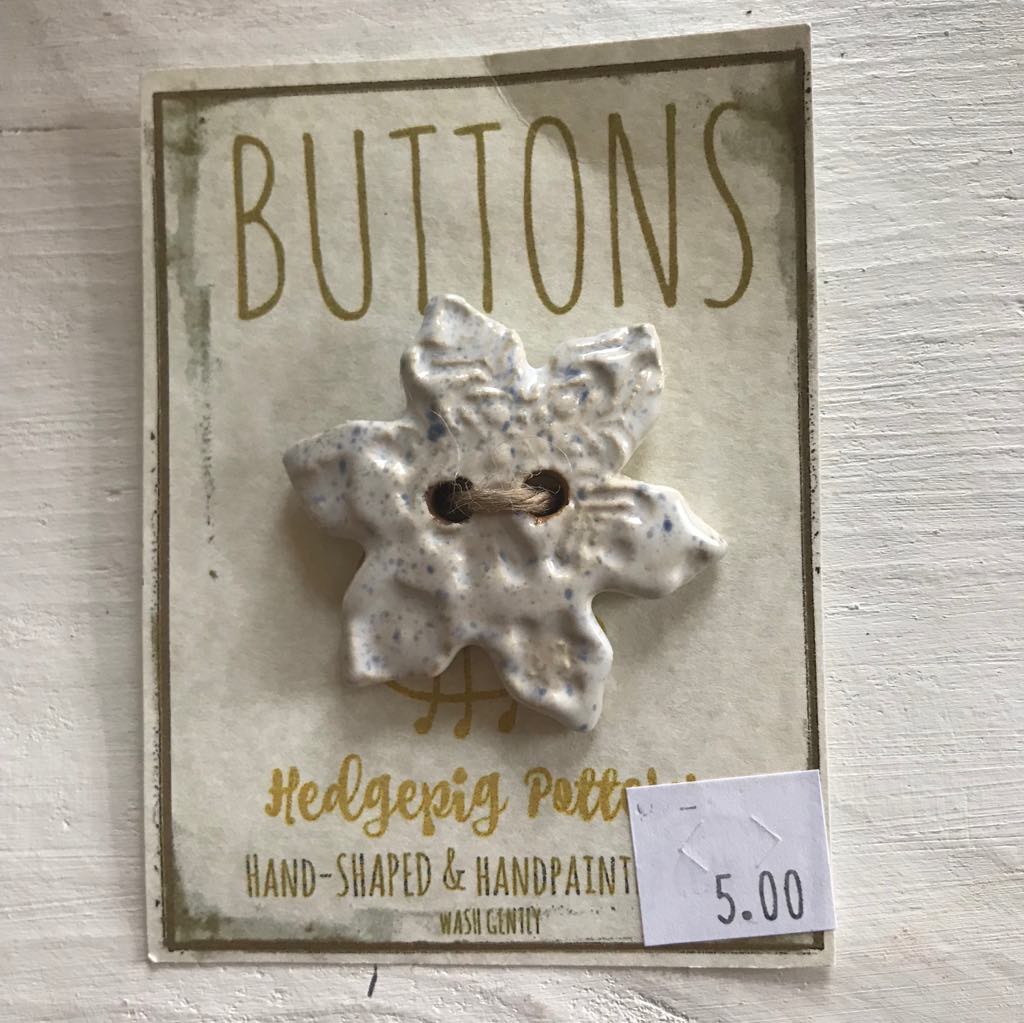 BUTTONS
Hedgepig
HAND-SHAPED & HANDPAINT
WASH GENTLY
5.00